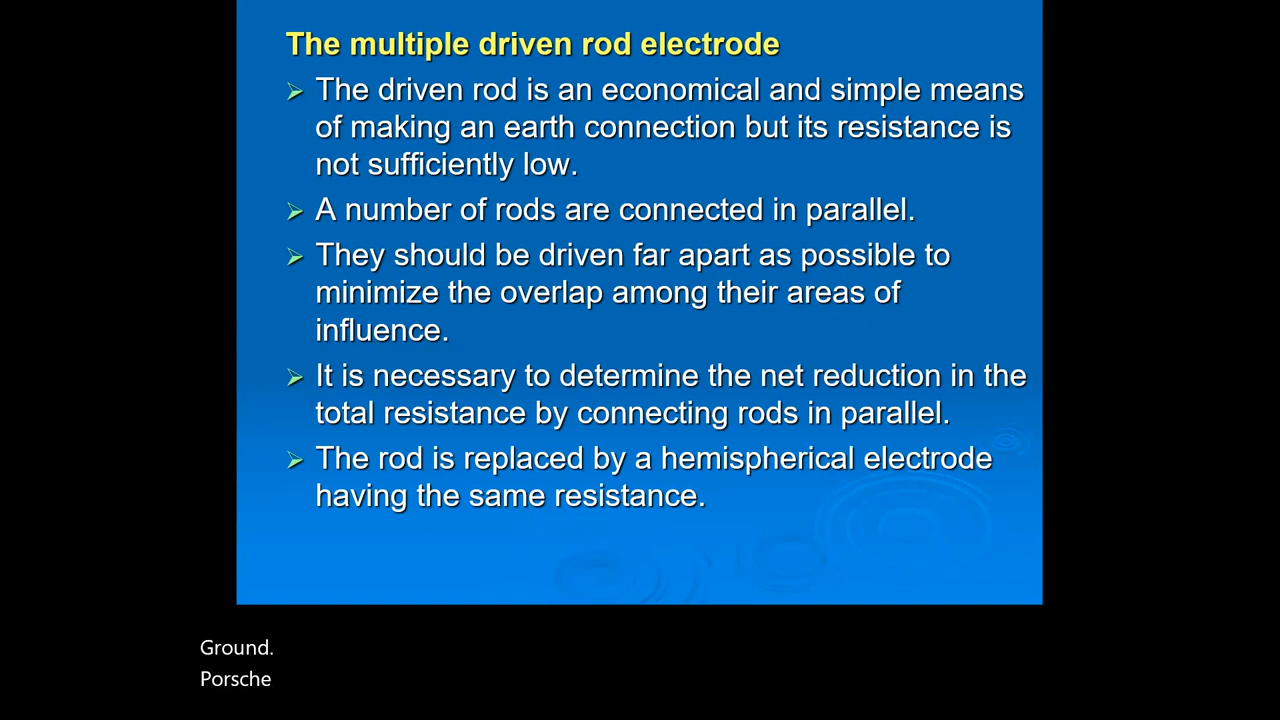 The multiple driven rod electrode
➢ The driven rod is an economical and simple means
of making an earth connection but its resistance is
not sufficiently low.
➢ A number of rods are connected in parallel.
➢ They should be driven far apart as possible to
minimize the overlap among their areas of
influence.
➢ It is necessary to determine the net reduction in the
total resistance by connecting rods in parallel.
➢ The rod is replaced by a hemispherical electrode
having the same resistance.
Ground.
Porsche